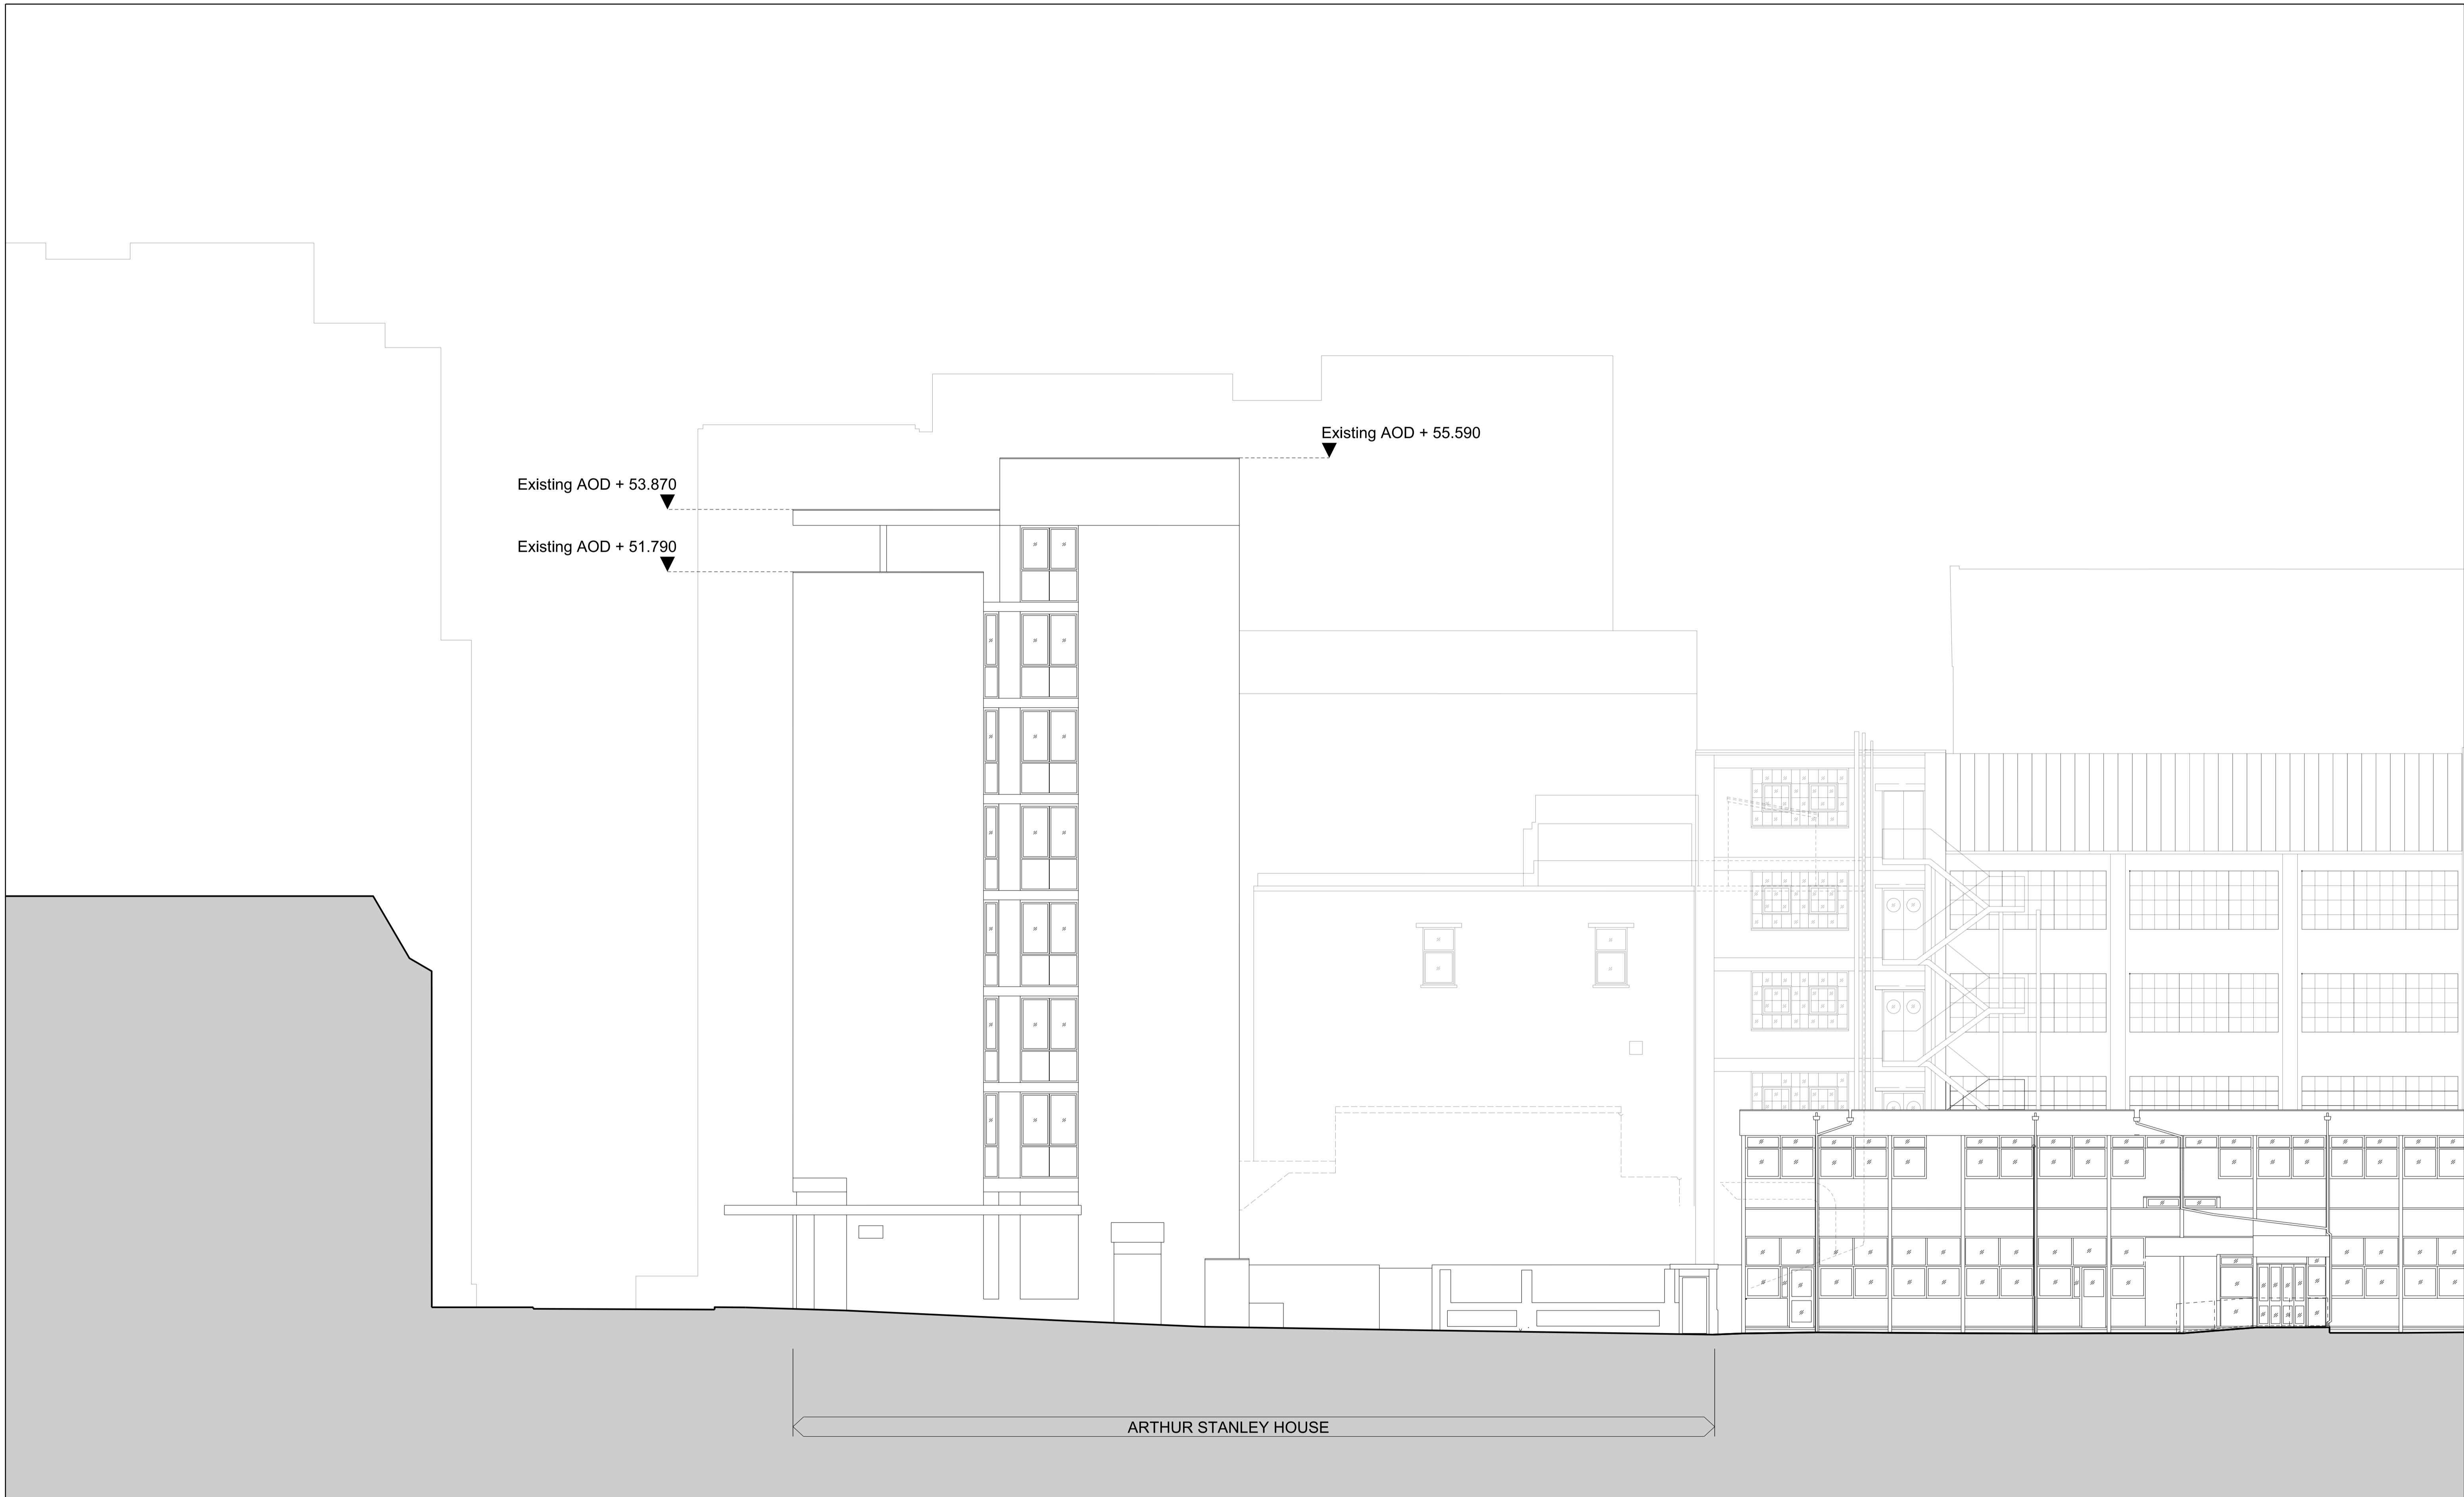 Existing AOD + 55.590
Existing AOD + 53.870
Existing AOD + 51.790
ARTHUR STANLEY HOUSE